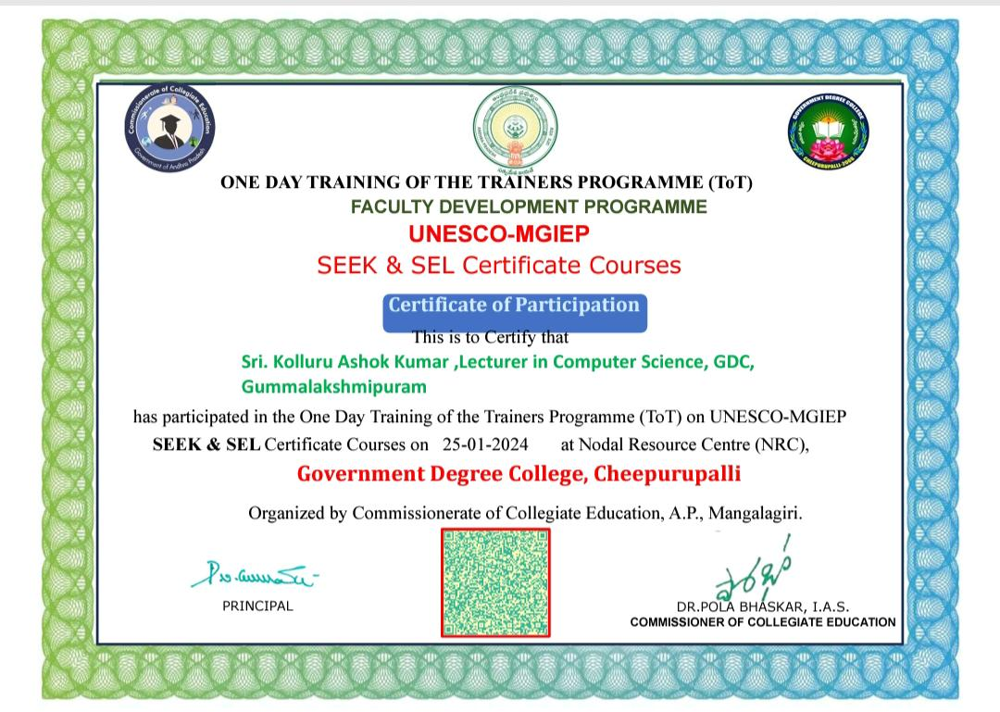 Commissionerate of Collegiate Education
Government of Andhra Pradesh
GOVERNMENT DEGREE COLLEGE
CHEEPURUPALLI-2008
ONE DAY TRAINING OF THE TRAINERS PROGRAMME (ToT)
FACULTY DEVELOPMENT PROGRAMME
UNESCO-MGIEP
SEEK & SEL Certificate Courses
Certificate of Participation
This is to Certify that
Sri. Kolluru Ashok Kumar ,Lecturer in Computer Science, GDC,
Gummalakshmipuram
has participated in the One Day Training of the Trainers Programme (ToT) on UNESCO-MGIEP
SEEK & SEL Certificate Courses on 25-01-2024 at Nodal Resource Centre (NRC),
Government Degree College, Cheepurupalli
Organized by Commissionerate of Collegiate Education, A.P., Mangalagiri.
PRINCIPAL
DR.POLA BHASKAR, I.A.S.
COMMISSIONER OF COLLEGIATE EDUCATION